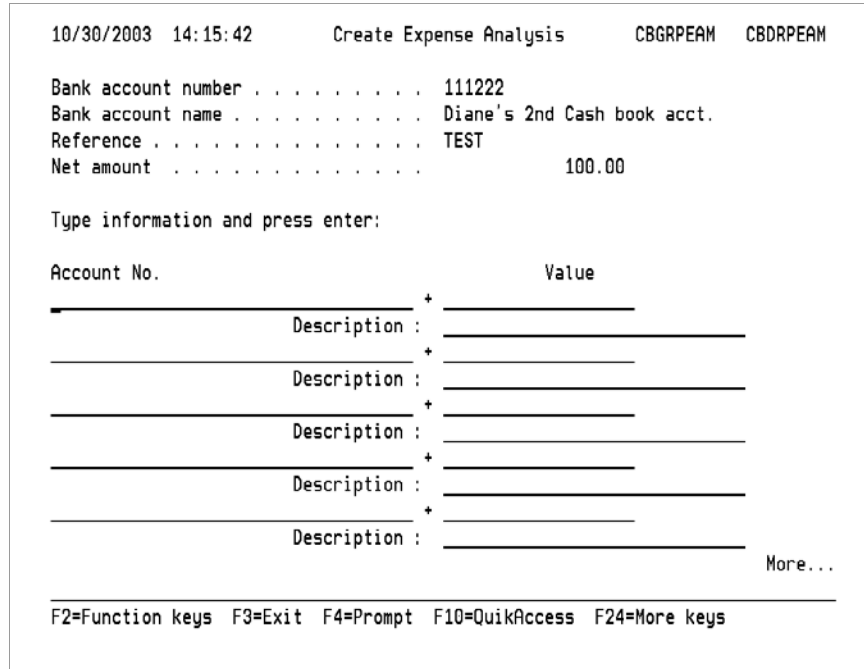 10/30/2003 14:15:42 Create Expense Analysis CBGRPEAM CBDRPEAM
Bank account number . . . . . . . . . 111222
Bank account name . . . . . . . . . . Diane's 2nd Cash book acct.
Reference . . . . . . . . . . . . . . TEST
Net amount . . . . . . . . . . . . . 100.00
Type information and press enter:
Account No. Value
+
Description :
+
Description :
+
Description :
+
Description :
+
Description :
More...
F2=Function keys F3=Exit F4=Prompt F10=QuikAccess F24=More keys